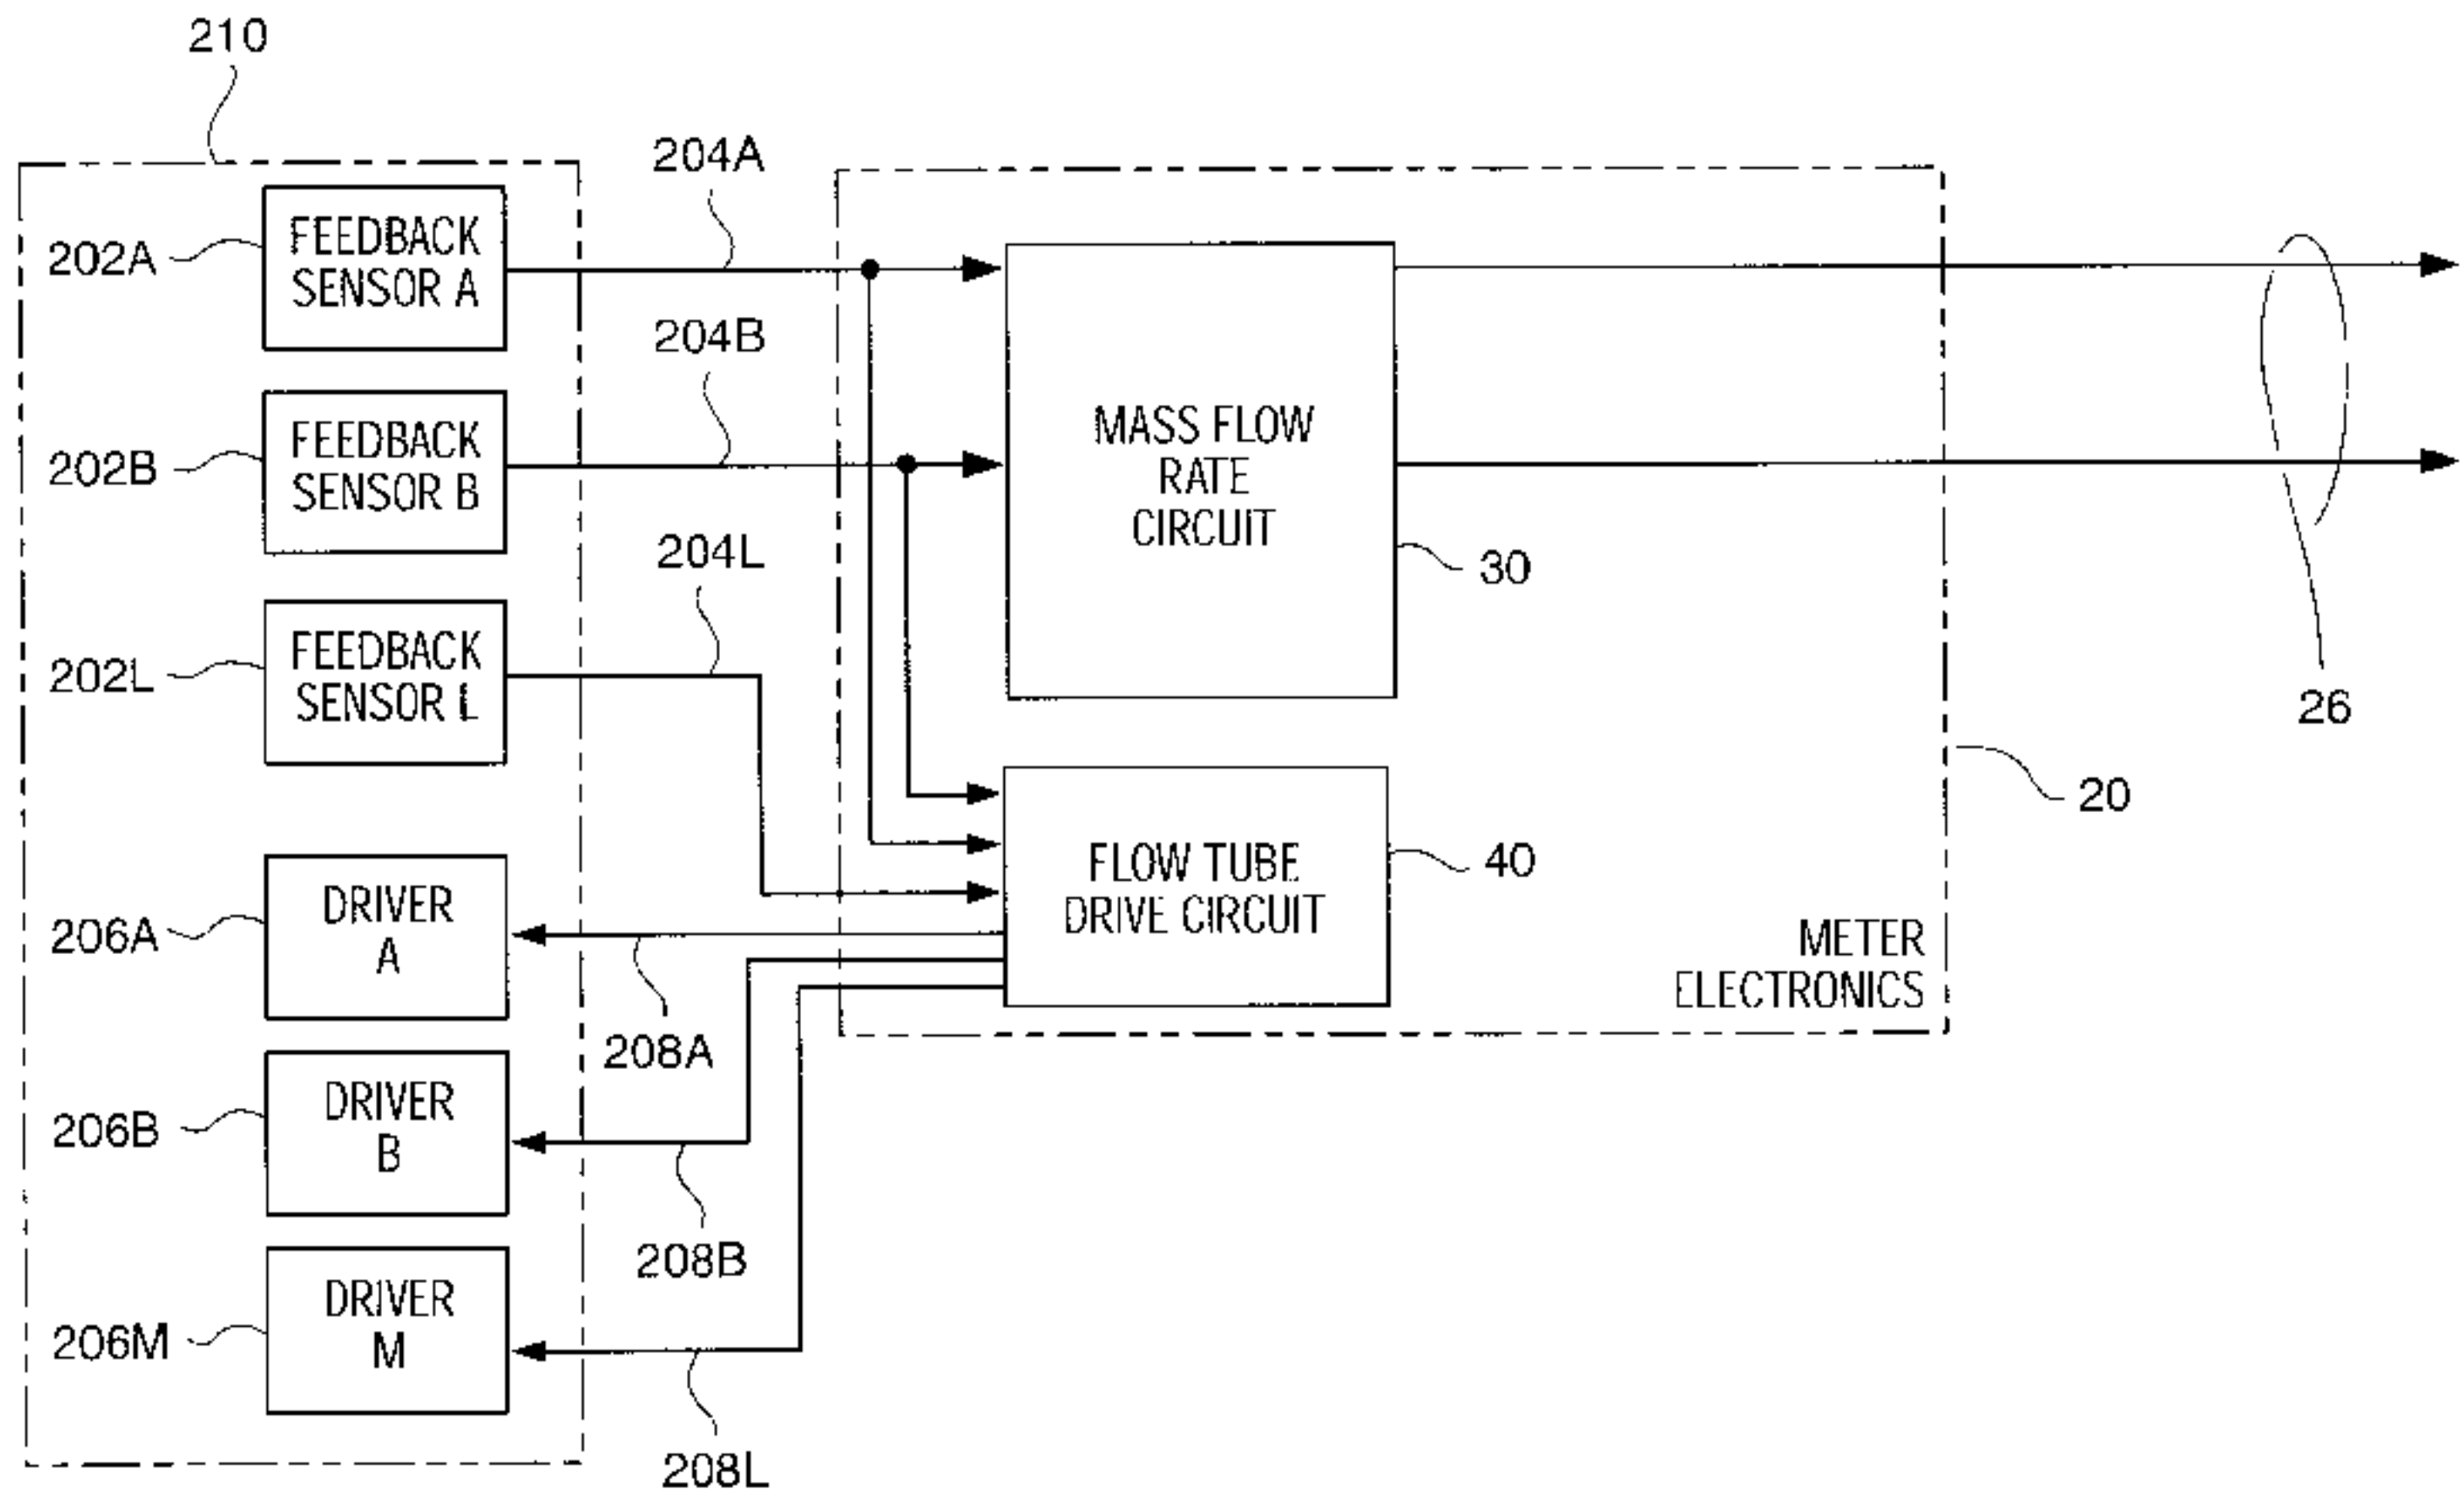 210
204A
202A
FEEDBACK
SENSOR A
204B
202B
FEEDBACK
SENSOR B
MASS FLOW
RATE
CIRCUIT
204L
30
202L
FEEDBACK
SENSOR L
26
20
206A
DRIVER
A
FLOW TUBE
DRIVE CIRCUIT
40
METER
ELECTRONICS
208A
206B
DRIVER
B
208B
206M
DRIVER
M
208L